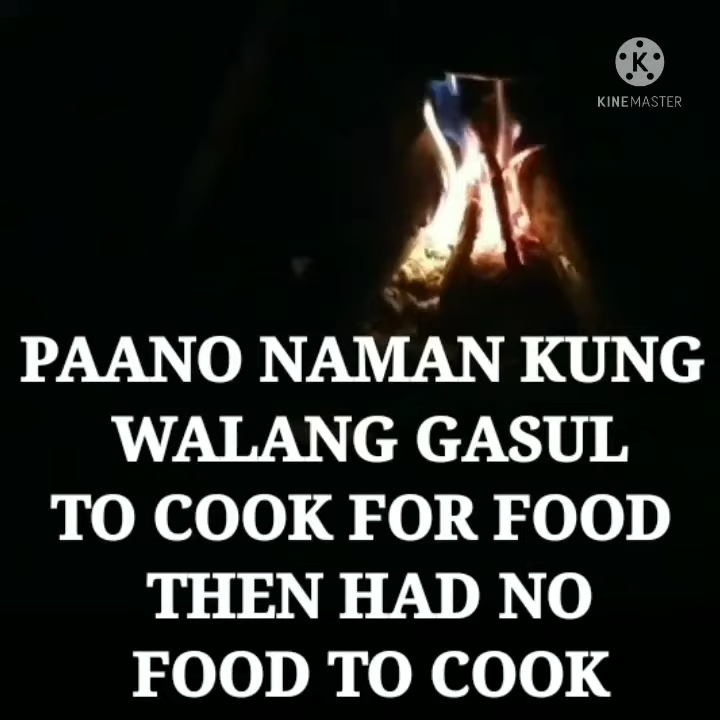 K
KINEMASTER
PAANO NAMAN KUNG
WALANG GASUL
TO COOK FOR FOOD
THEN HAD NO
FOOD TO COOK